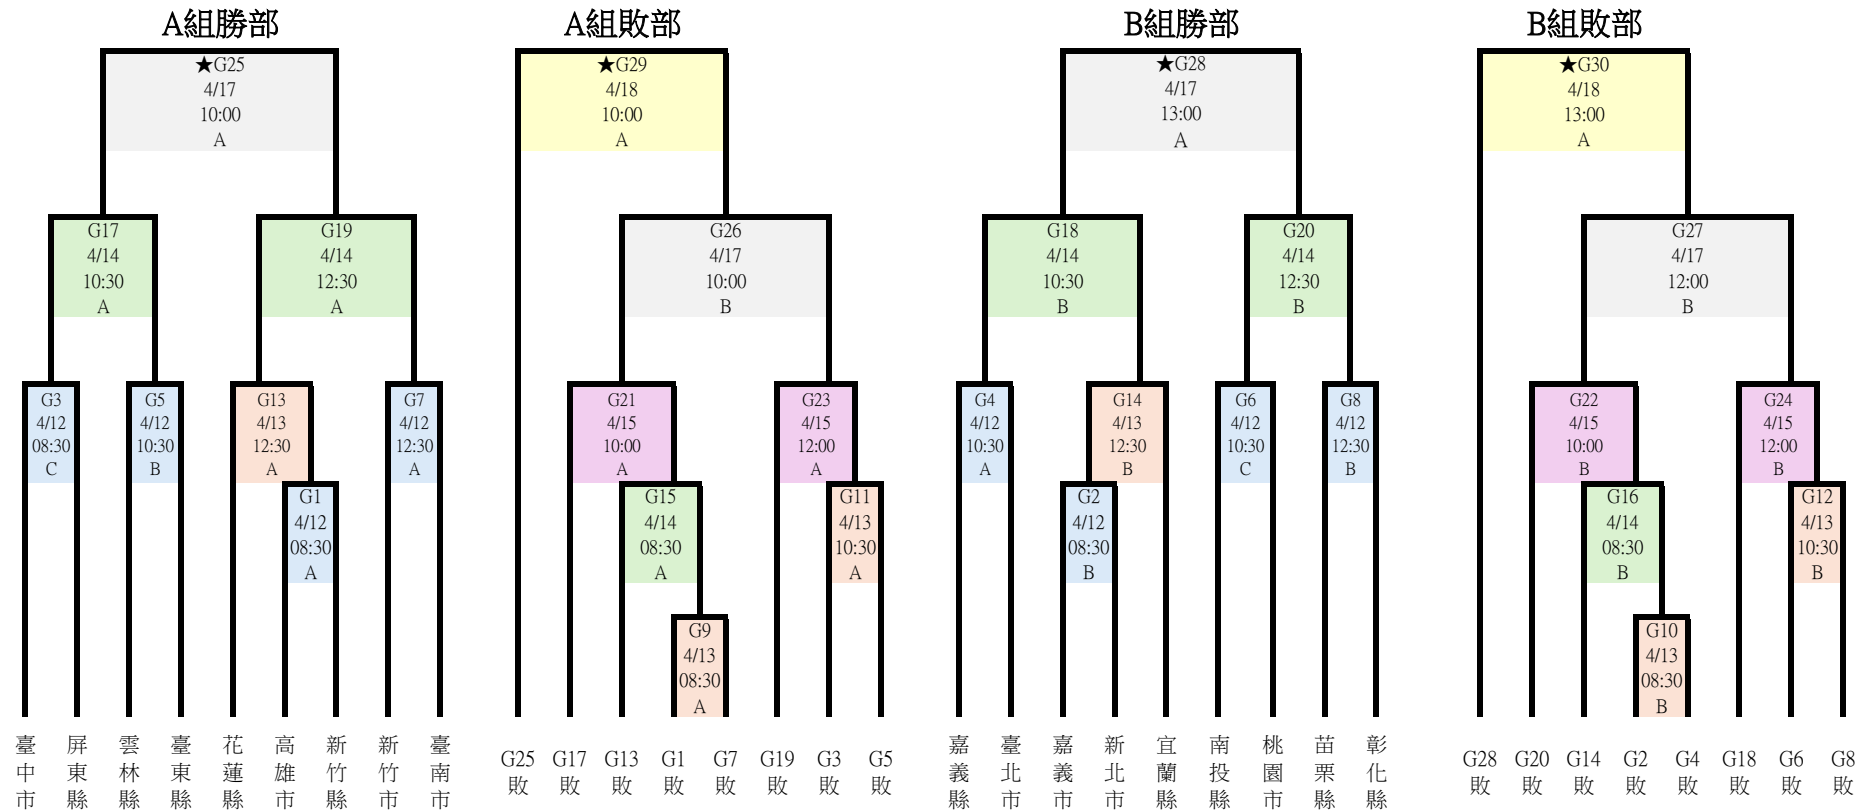 A組勝部
★G25
4/17
10:00
A
G17
4/14
10:30
A
G19
4/14
12:30
A
G3
4/12
08:30
C
G5
4/12
10:30
B
G13
4/13
12:30
A
G7
4/12
12:30
A
G1
4/12
08:30
A
臺中市
屏東縣
雲林縣
臺東縣
花蓮縣
高雄市
新竹縣
新竹市
臺南市
A組敗部
★G29
4/18
10:00
A
G26
4/17
10:00
B
G21
4/15
10:00
A
G23
4/15
12:00
A
G15
4/14
08:30
A
G11
4/13
10:30
A
G9
4/13
08:30
A
G25敗
G17敗
G13敗
G1敗
G7敗
G19敗
G3敗
G5敗
B組勝部
★G28
4/17
13:00
A
G18
4/14
10:30
B
G20
4/14
12:30
B
G4
4/12
10:30
A
G14
4/13
12:30
B
G6
4/12
10:30
C
G8
4/12
12:30
B
G2
4/12
08:30
B
嘉義縣
臺北市
嘉義市
新北市
宜蘭縣
南投縣
桃園市
苗栗縣
彰化縣
B組敗部
★G30
4/18
13:00
A
G27
4/17
12:00
B
G22
4/15
10:00
B
G24
4/15
12:00
B
G16
4/14
08:30
B
G12
4/13
10:30
B
G10
4/13
08:30
B
G28敗
G20敗
G14敗
G2敗
G4敗
G18敗
G6敗
G8敗